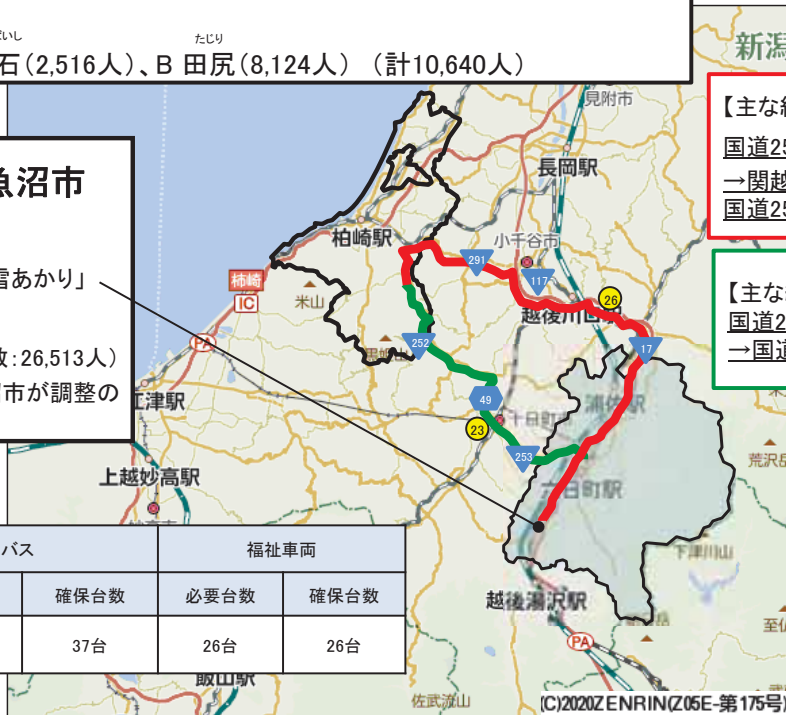 石(2,516人)、B 田尻(8,124人) (計10,640人)
たじり
新潟
見附市
【主な経
国道25
→関越
国道25
魚沼市
長岡駅
柏崎駅
小千谷市
291
雪あかり」
柿崎
IC
117
米山
26
越後川口駅
【主な
国道2
→国道
数:26,513人)
PA
252
17
沼市が調整の
江津駅
49
浦佐駅
十日町
23
253
荒沢岳
上越妙高駅
六日町駅
バス
福祉車両
下津川山
確保台数
必要台数
確保台数
越後湯沢駅
37台
26台
26台
PA
飯山駅
佐武流山
(C)2020ZENRIN(Z05E-第175号)